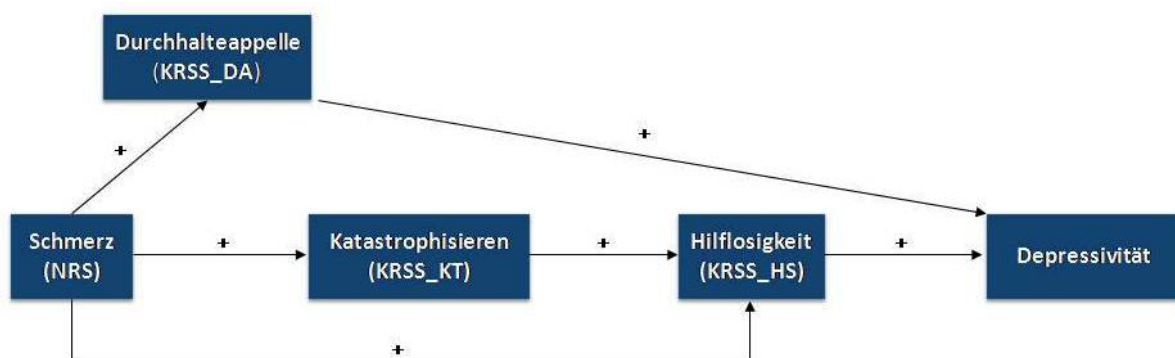 Durchhalteappelle
(KRSS_DA)
+
+
Schmerz
(NRS)
+
Katastrophisieren
(KRSS_KT)
+
Hilflosigkeit
(KRSS_HS)
+
Depressivität
+